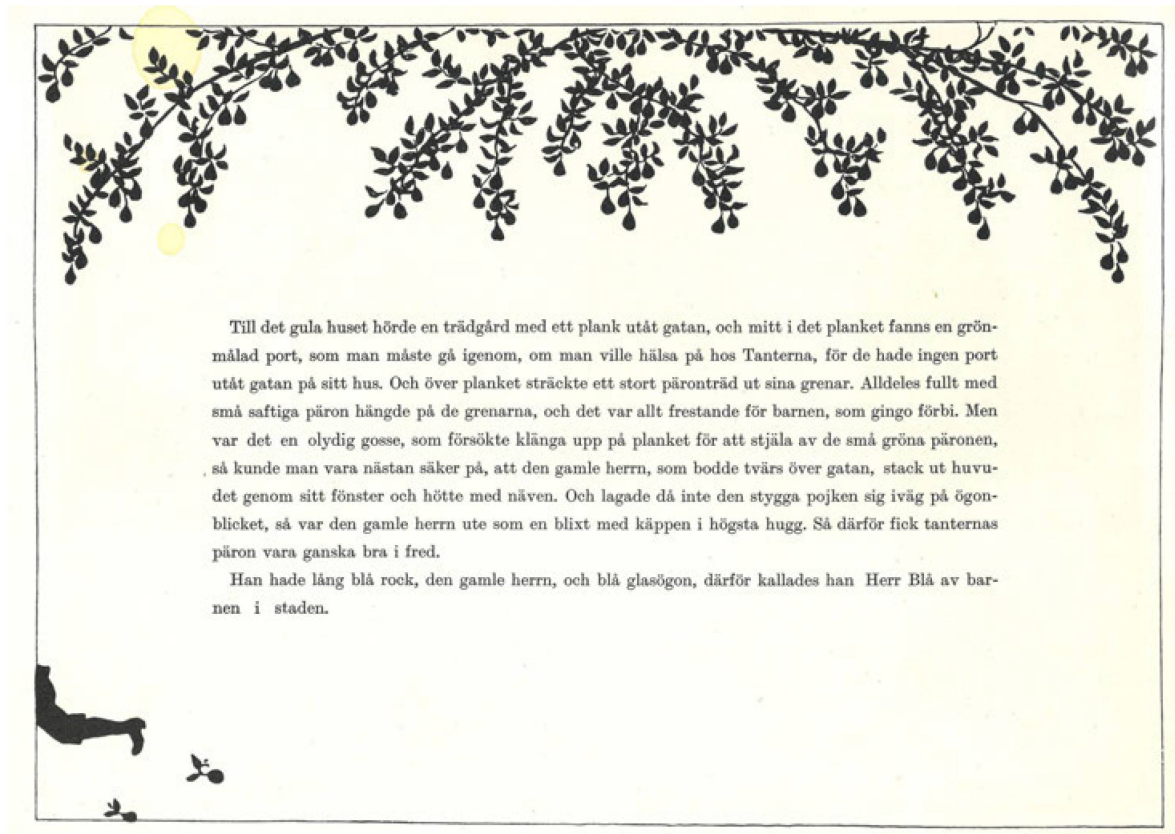 Till det gula huset hörde en trädgård med ett plank utåt gatan, och mitt i det planket fanns en grön-
målad port, som man måste gå igenom, om man ville hälsa på hos Tanterna, för de hade ingen port
utåt gatan på sitt hus. Och över planket sträckte ett stort päronträd ut sina grenar. Alldeles fullt med
små saftiga päron hängde på de grenarna, och det var allt frestande för barnen, som gingo förbi. Men
var det en olydig gosse, som försökte klänga upp på planket för att stjäla av de små gröna päronen,
så kunde man vara nästan säker på, att den gamle herrn, som bodde tvärs över gatan, stack ut huvu-
det genom sitt fönster och hötte med näven. Och lagade då inte den stygga pojken sig iväg på ögon-
blicket, så var den gamle herrn ute som en blixt med käppen i högsta hugg. Så därför fick tanternas
päron vara ganska bra i fred.
Han hade lång blå rock, den gamle herrn, och blå glasögon, därför kallades han Herr Blå av bar-
nen i staden.